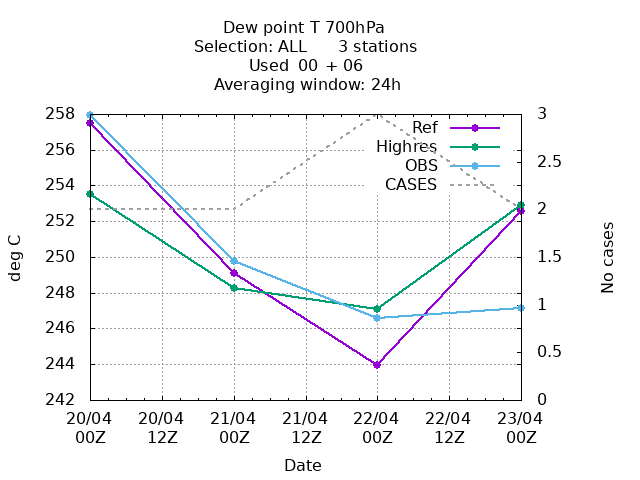 Dew point T 700hPa
Selection: ALL 3 stations
Used 00 + 06
Averaging window: 24h
258
256
254
252
250
248
246
244
242
deg C
3
2.5
2
1.5
1
0.5
0
No cases
Ref
Highres
OBS
CASES
20/04 20/04 21/04 21/04 22/04 22/04 23/04
00Z 12Z 00Z 12Z 00Z 12Z 00Z
Date